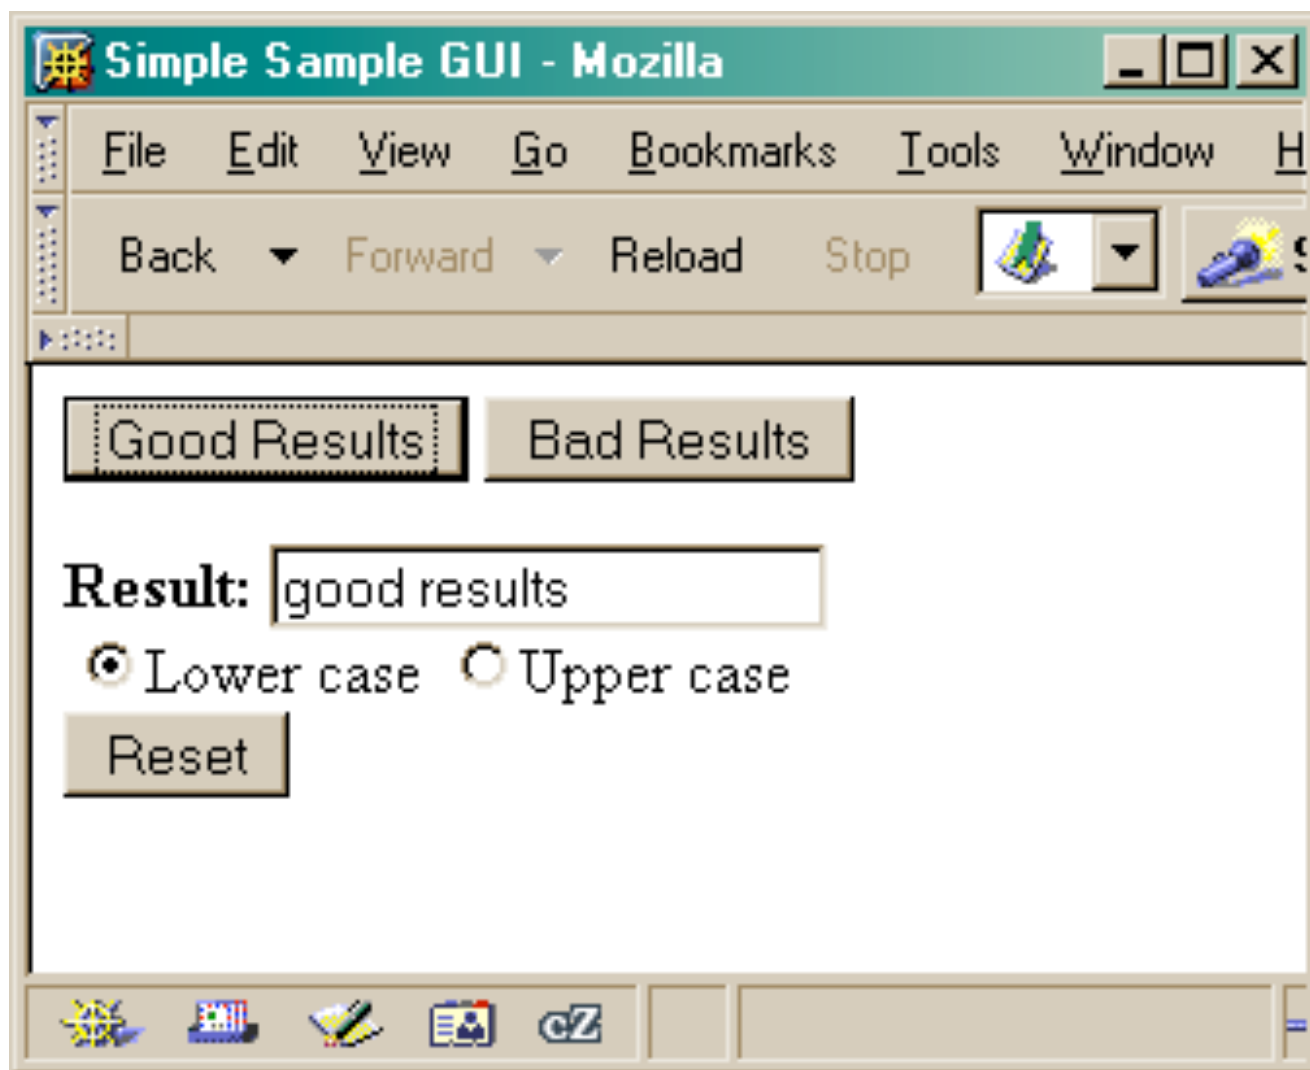 Simple Sample GUI - Mozilla
File Edit View Go Bookmarks Tools Window H
Back Forward Reload Stop
Good Results Bad Results
Result: good results
Lower case Upper case
Reset
cZ